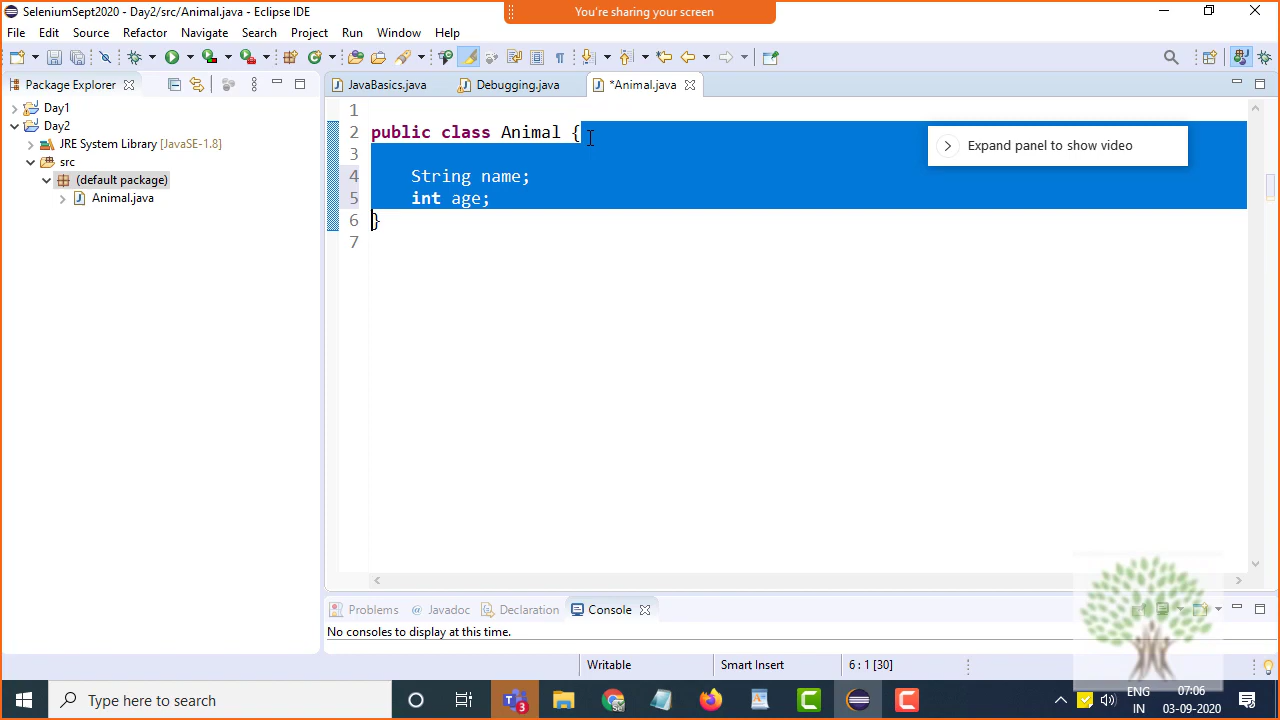 SeleniumSept2020 - Day2/src/Animal.java - Eclipse IDE
You're sharing your screen
File Edit Source Refactor Navigate Search Project Run Window Help
Package Explorer
JavaBasics.java
Debugging.java
*Animal.java
Day1
Day2
JRE System Library [JavaSE-1.8]
src
(default package)
Animal.java
1
2 public class Animal {
3
4 String name;
5 int age;
6 }
7
Expand panel to show video
Problems
@ Javadoc
Declaration
Console
No consoles to display at this time.
Writable
Smart Insert
6 : 1 [30]
Type here to search
3
ENG
IN
07:06
03-09-2020